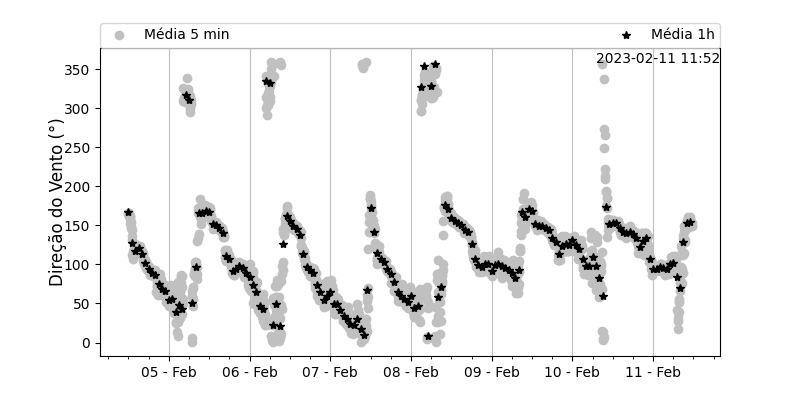 Média 5 min
Média 1h
2023-02-11 11:52
Direção do Vento (°)
350
300
250
200
150
100
50
0
05 - Feb
06 - Feb
07 - Feb
08 - Feb
09 - Feb
10 - Feb
11 - Feb